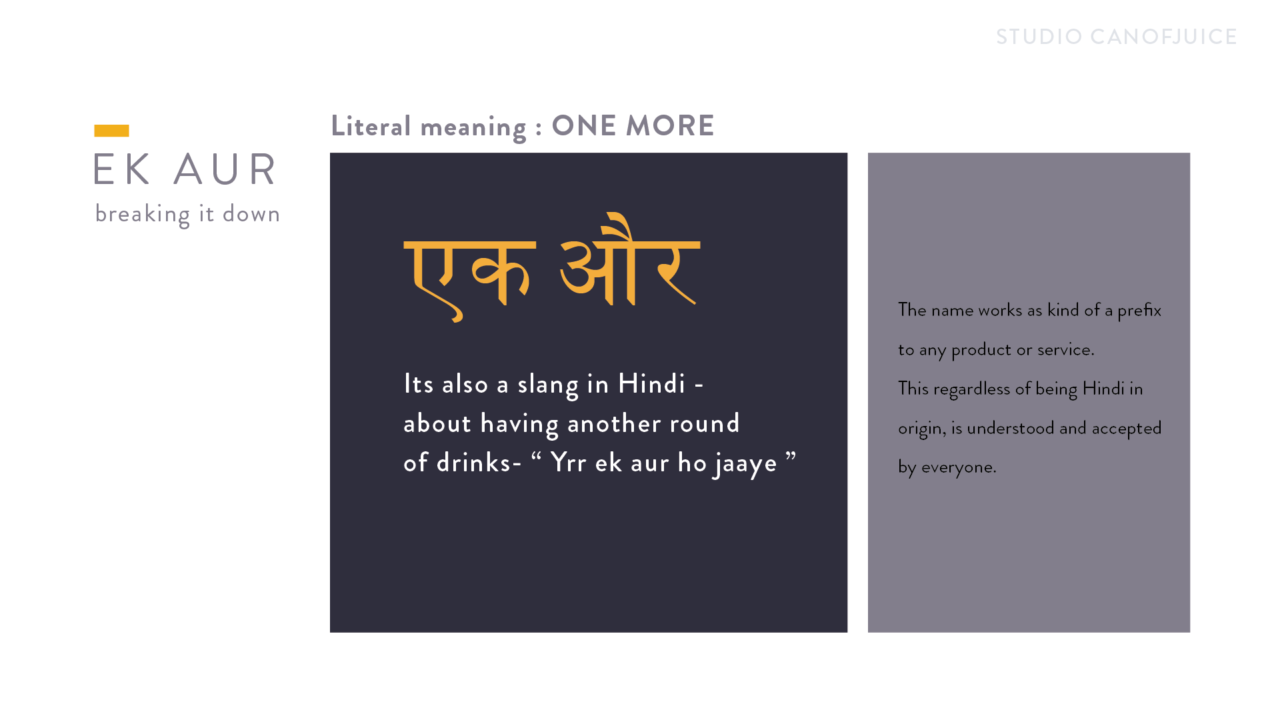 STUDIO CANOFJUICE
EK AUR
breaking it down
Literal meaning : ONE MORE
एक और
Its also a slang in Hindi -
about having another round
of drinks- “ Yrr ek aur ho jaaye ”
The name works as kind of a prefix
to any product or service.
This regardless of being Hindi in
origin, is understood and accepted
by everyone.